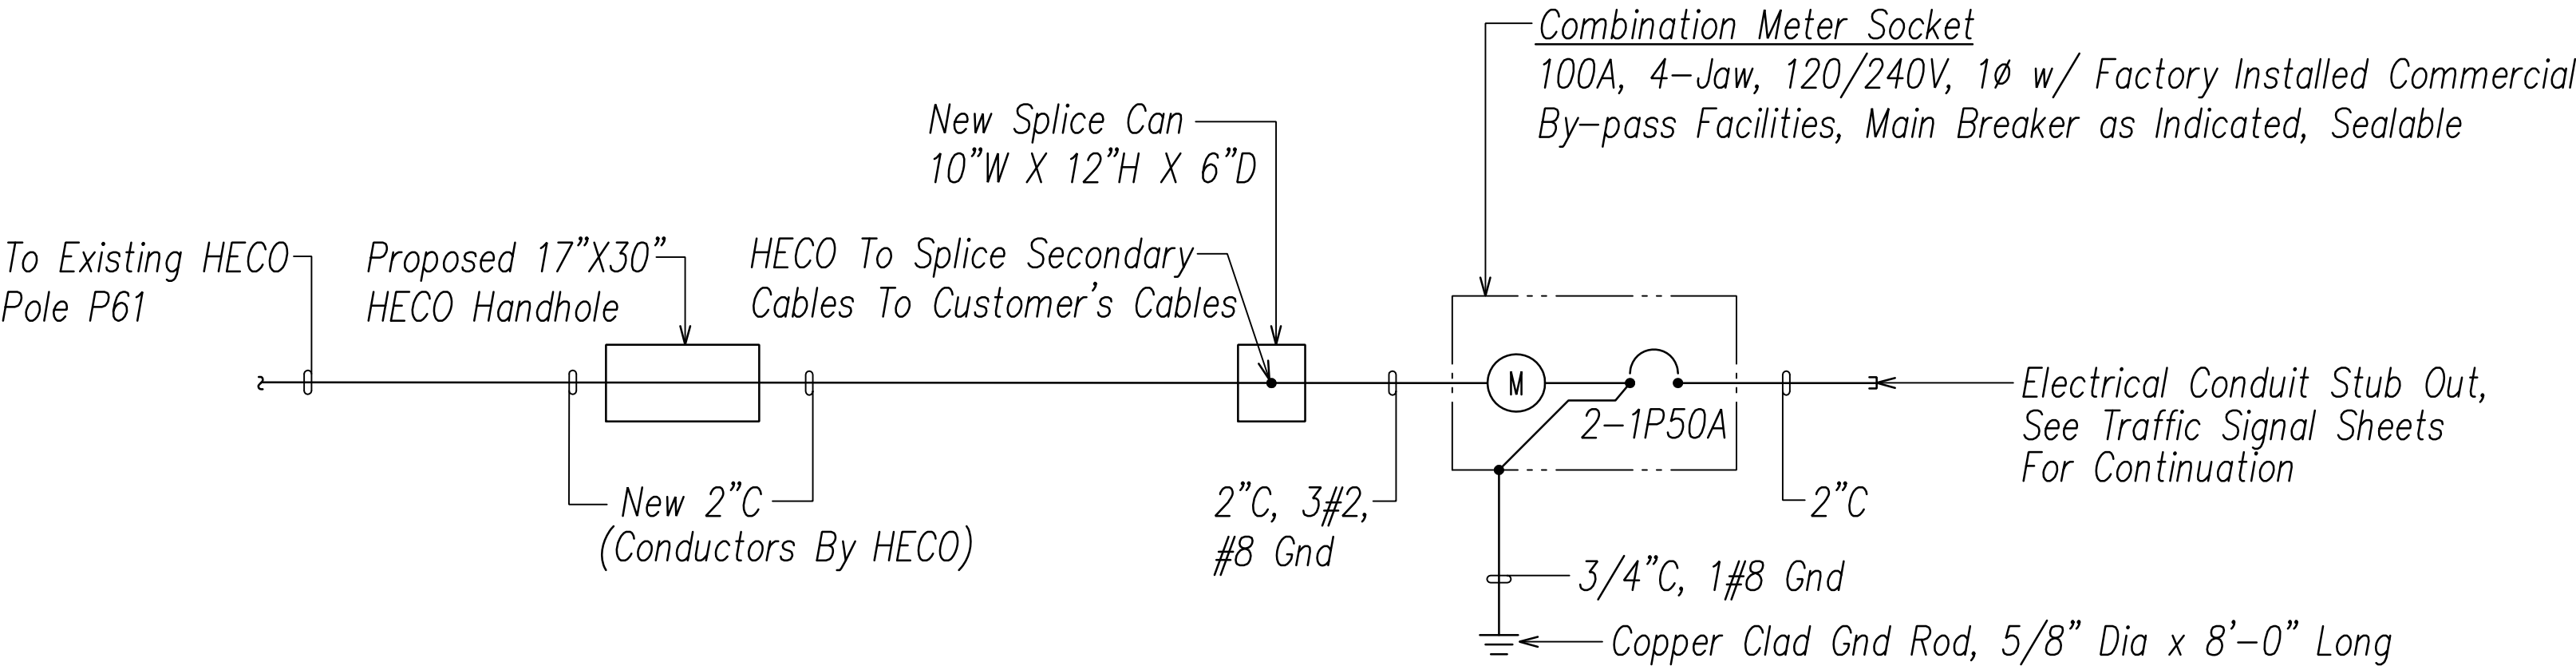 Combination Meter Socket
100A, 4-Jaw, 120/240V, 1ø w/ Factory Installed Commercial
By-pass Facilities, Main Breaker as Indicated, Sealable
New Splice Can
10"W X 12"H X 6"D
To Existing HECO
Pole P61
Proposed 17"X30"
HECO Handhole
HECO To Splice Secondary
Cables To Customer's Cables
M
2-1P50A
Electrical Conduit Stub Out,
See Traffic Signal Sheets
For Continuation
New 2"C
(Conductors By HECO)
2"C, 3#2,
#8 Gnd
2"C
3/4"C, 1#8 Gnd
Copper Clad Gnd Rod, 5/8" Dia x 8'-0" Long